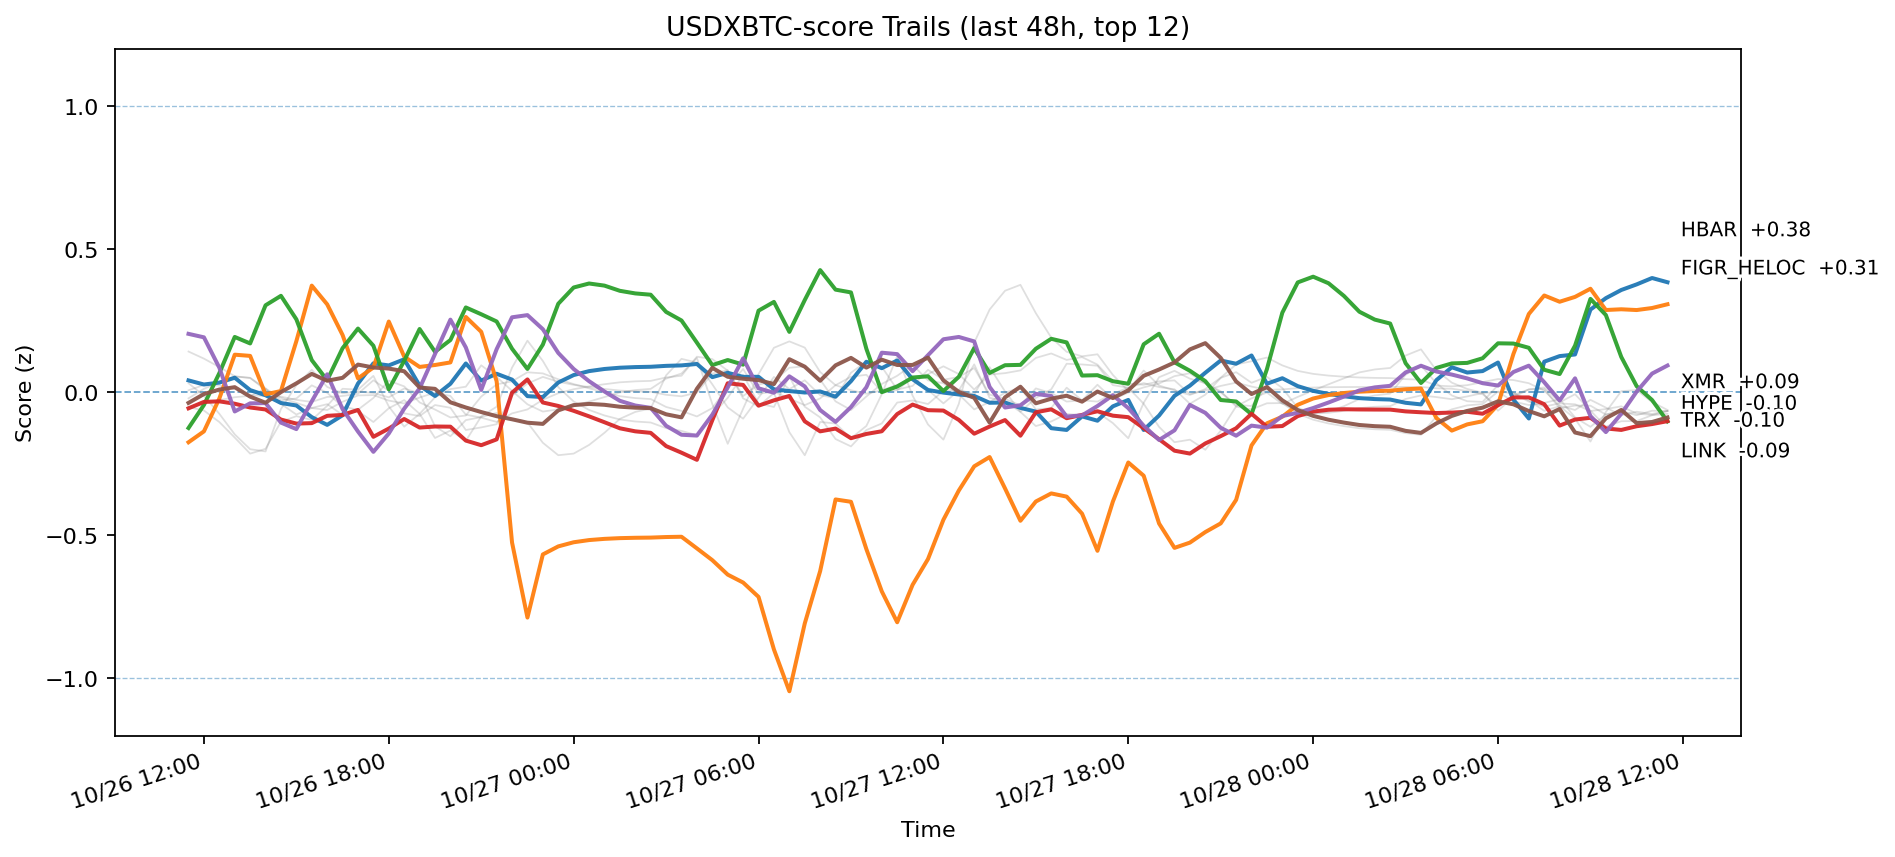 USDXBTC-score Trails (last 48h, top 12)
Score (z)
1.0
0.5
0.0
−0.5
−1.0
HBAR +0.38
FIGR_HELOC +0.31
XMR +0.09
HYPE -0.10
TRX -0.10
LINK -0.09
10/26 12:00
10/26 18:00
10/27 00:00
10/27 06:00
10/27 12:00
10/27 18:00
10/28 00:00
10/28 06:00
10/28 12:00
Time